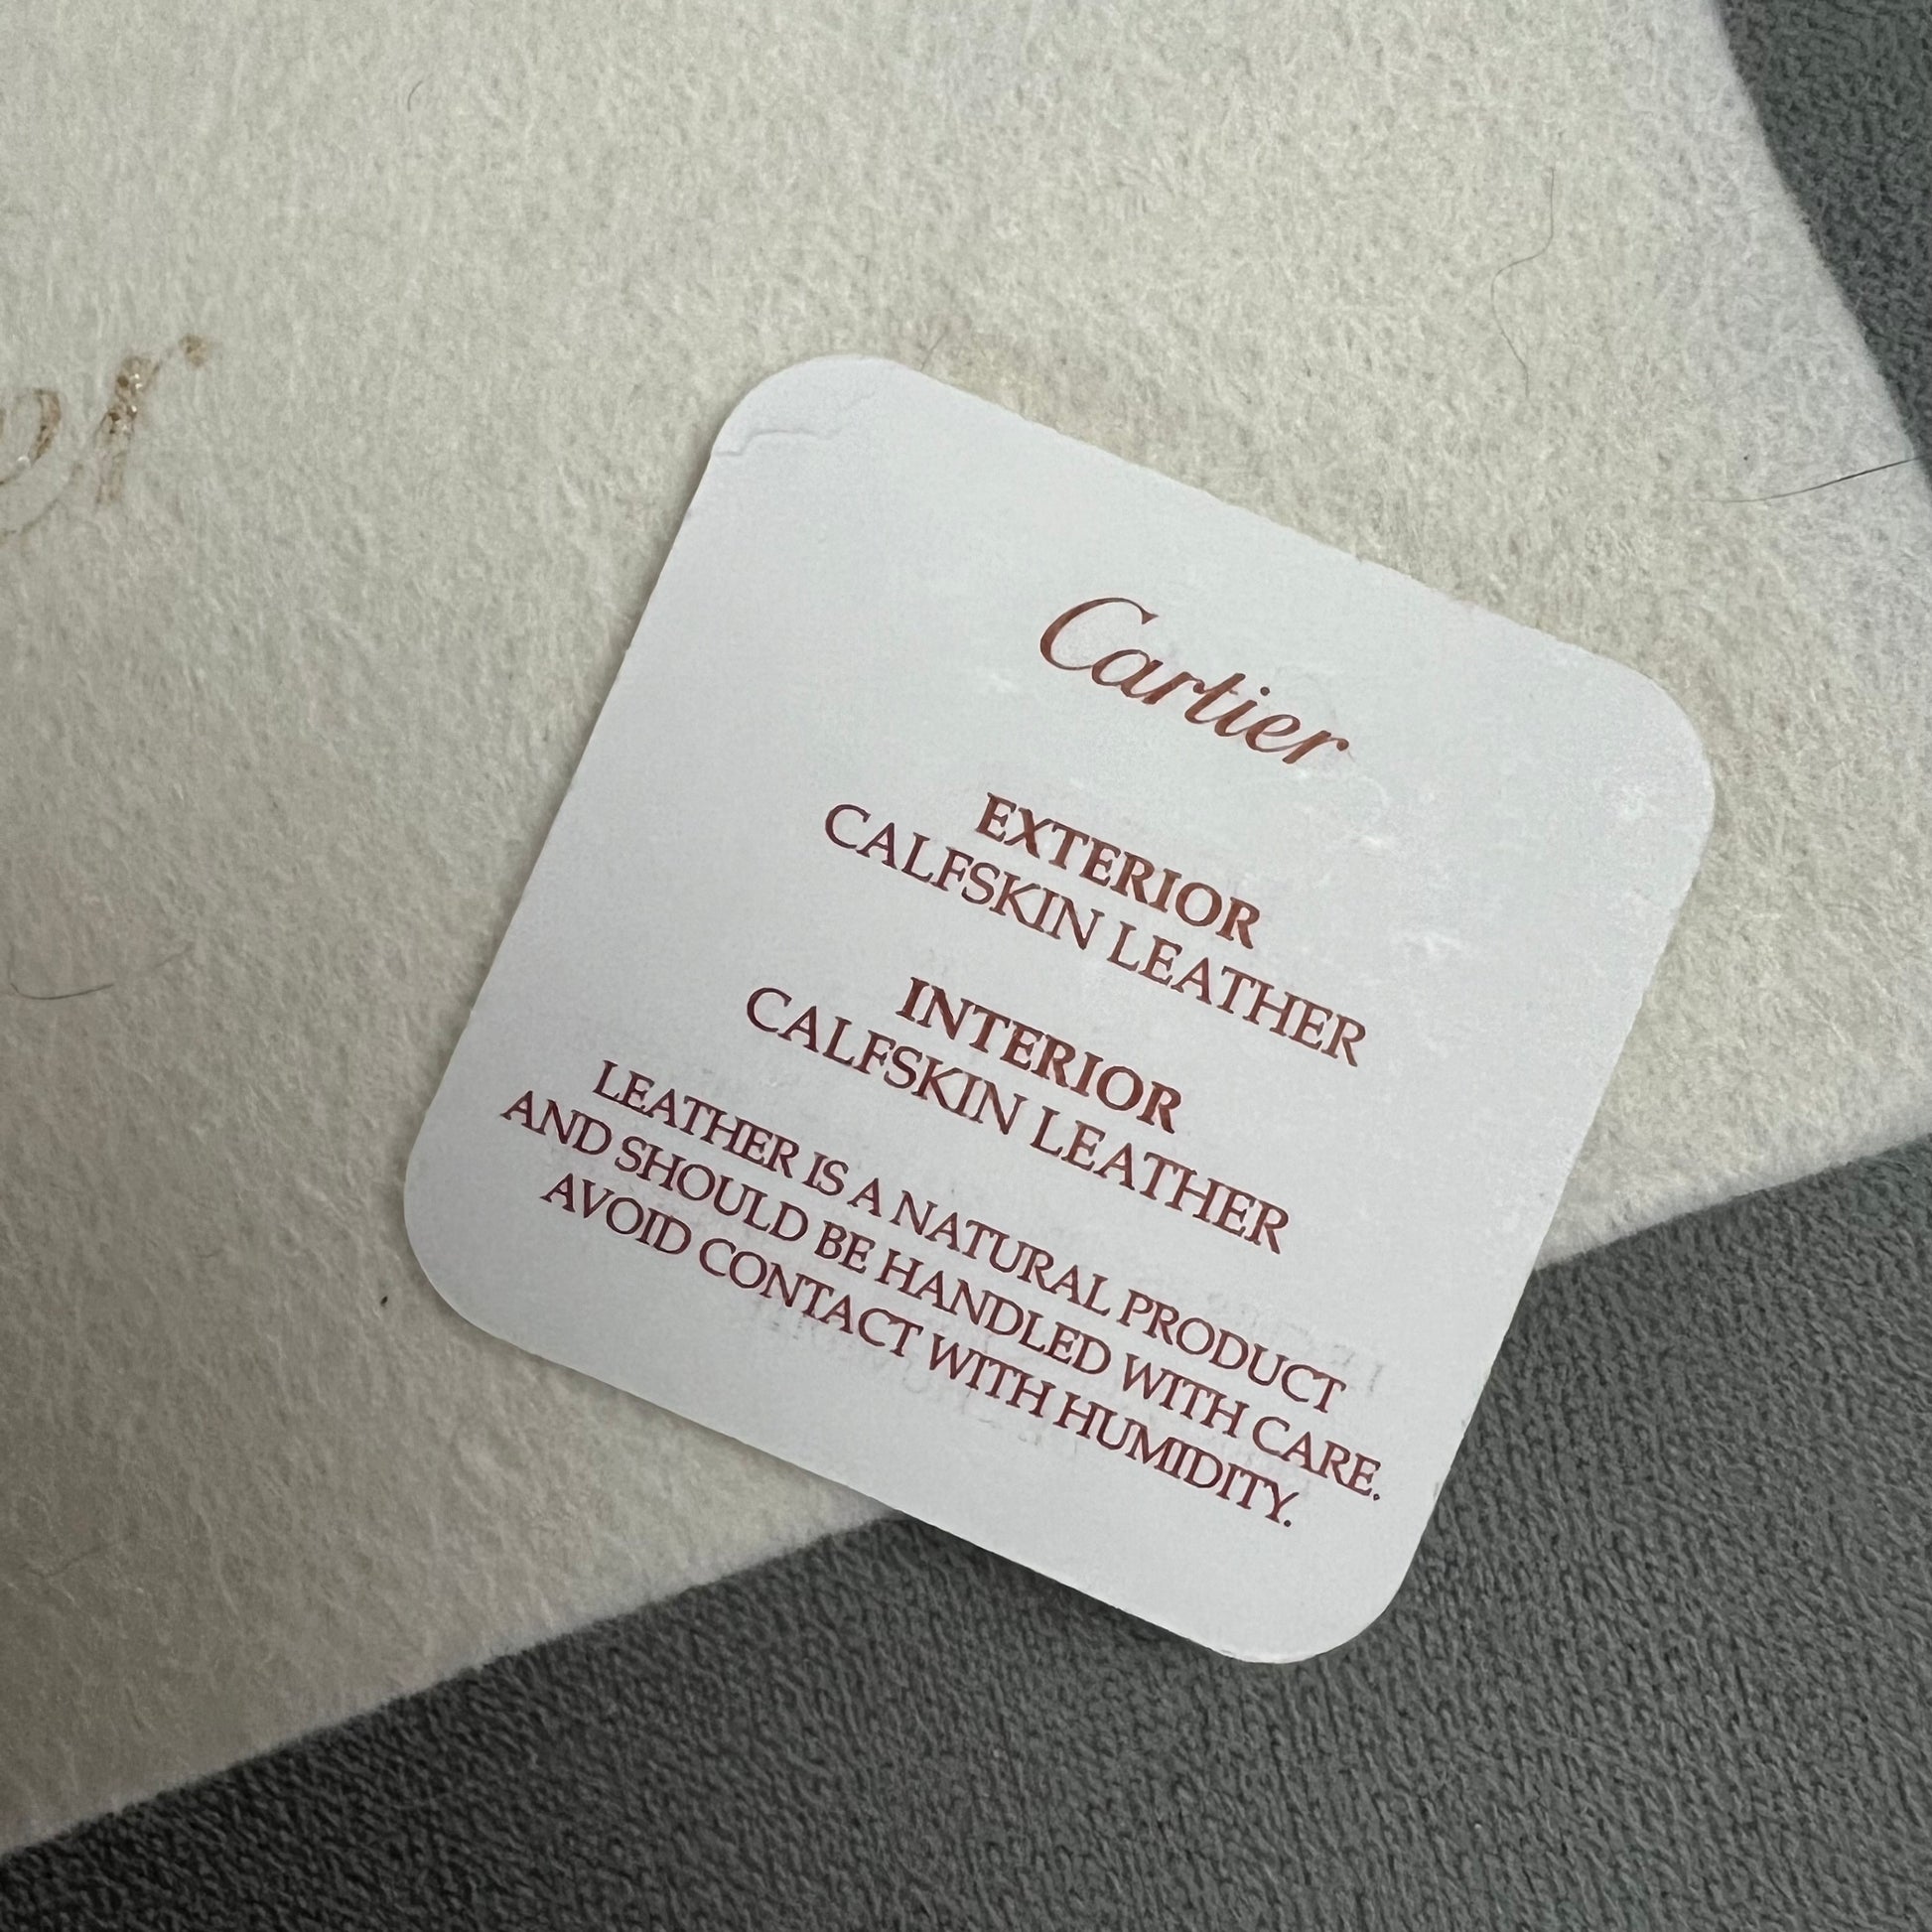 Cartier
EXTERIOR
CALFSKIN LEATHER
INTERIOR
CALFSKIN LEATHER
LEATHER IS A NATURAL PRODUCT
AND SHOULD BE HANDLED WITH CARE.
AVOID CONTACT WITH HUMIDITY.